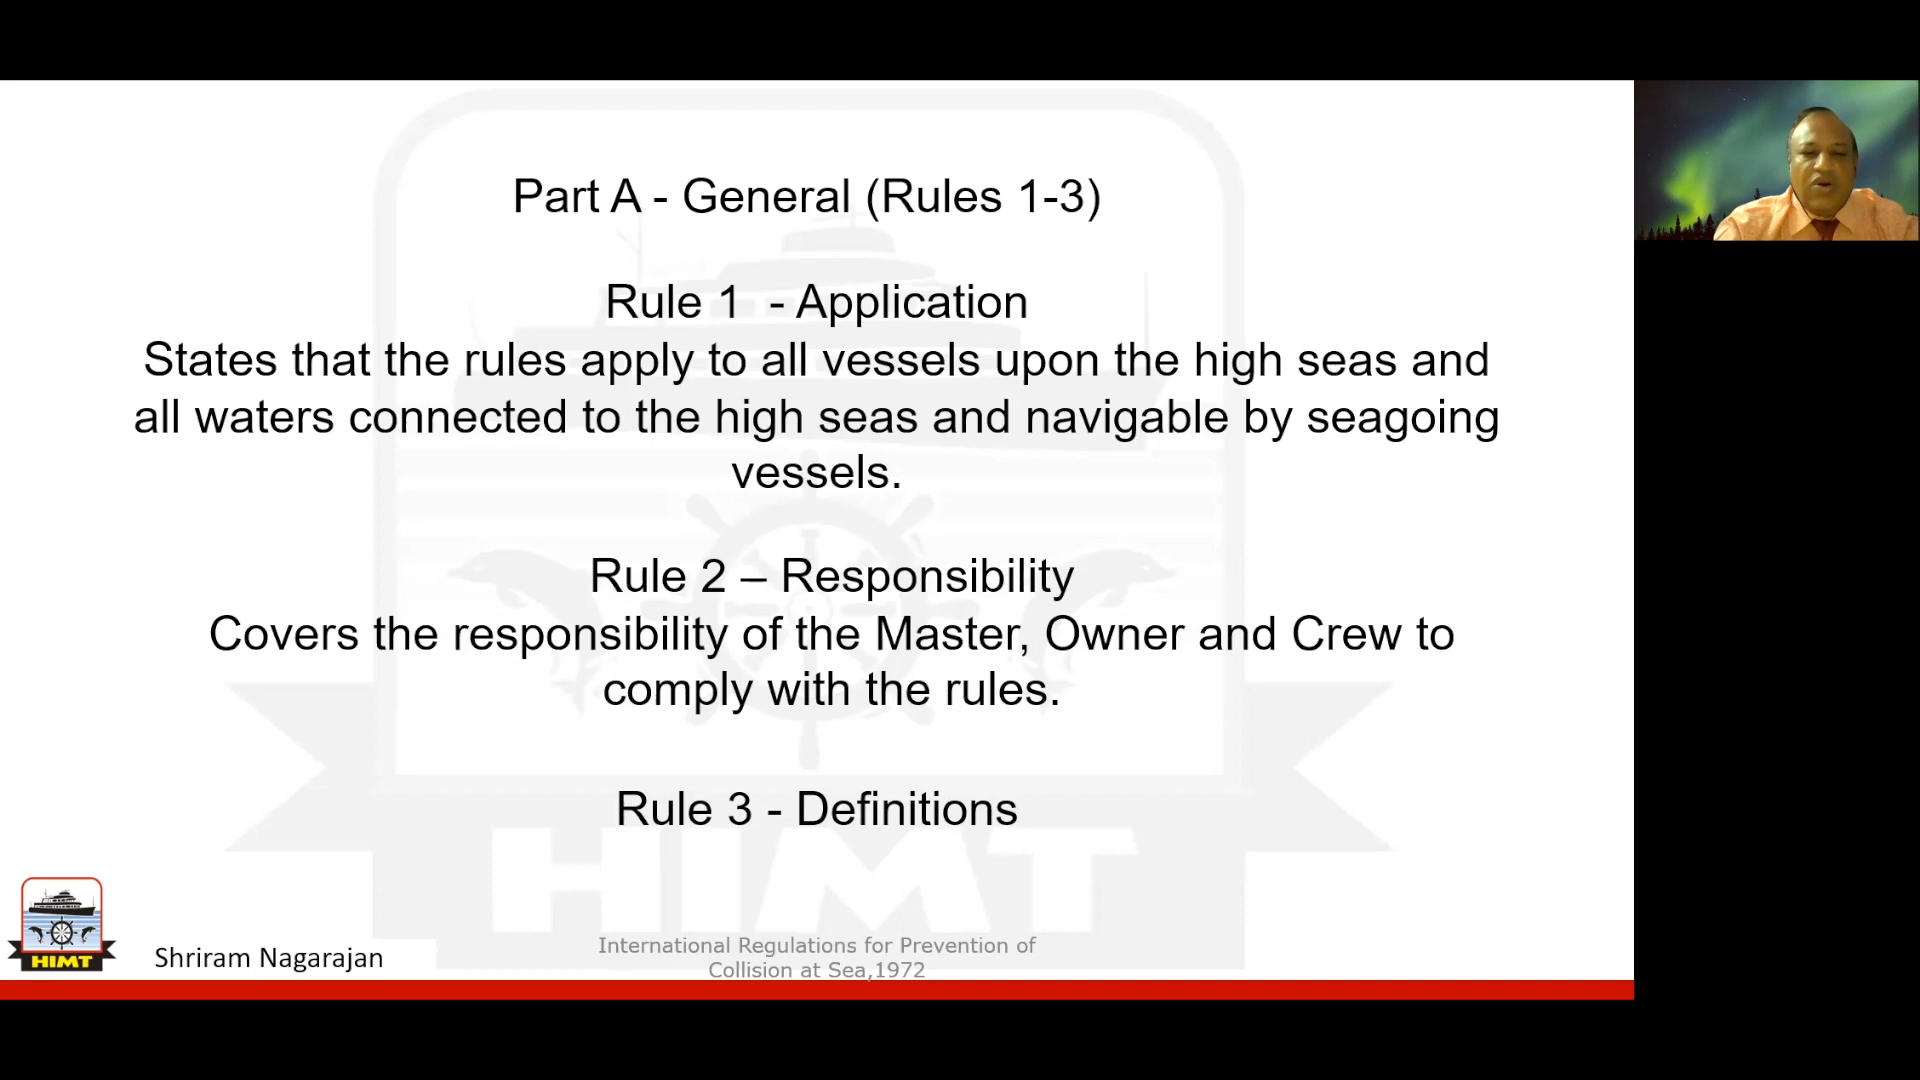 Part A - General (Rules 1-3)
Rule 1  - Application
States that the rules apply to all vessels upon the high seas and
all waters connected to the high seas and navigable by seagoing
vessels.
Rule 2 – Responsibility
Covers the responsibility of the Master, Owner and Crew to
comply with the rules.
Rule 3 - Definitions
HIMT
HIMT
Shriram Nagarajan
International Regulations for Prevention of
Collision at Sea,1972